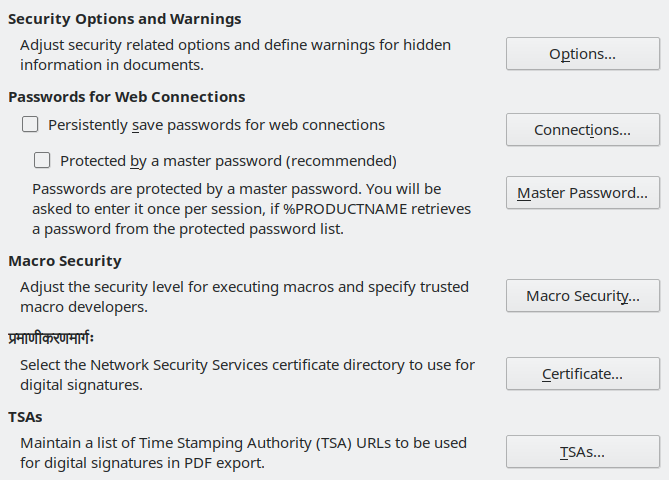 Security Options and Warnings
Adjust security related options and define warnings for hidden
information in documents.
Options...
Passwords for Web Connections
Persistently save passwords for web connections
Connections...
Protected by a master password (recommended)
Passwords are protected by a master password. You will be
asked to enter it once per session, if %PRODUCTNAME retrieves
a password from the protected password list.
Master Password...
Macro Security
Adjust the security level for executing macros and specify trusted
macro developers.
Macro Security...
प्रमाणीकरणमार्गः
Select the Network Security Services certificate directory to use for
digital signatures.
Certificate...
TSAs
Maintain a list of Time Stamping Authority (TSA) URLs to be used
for digital signatures in PDF export.
TSAs...